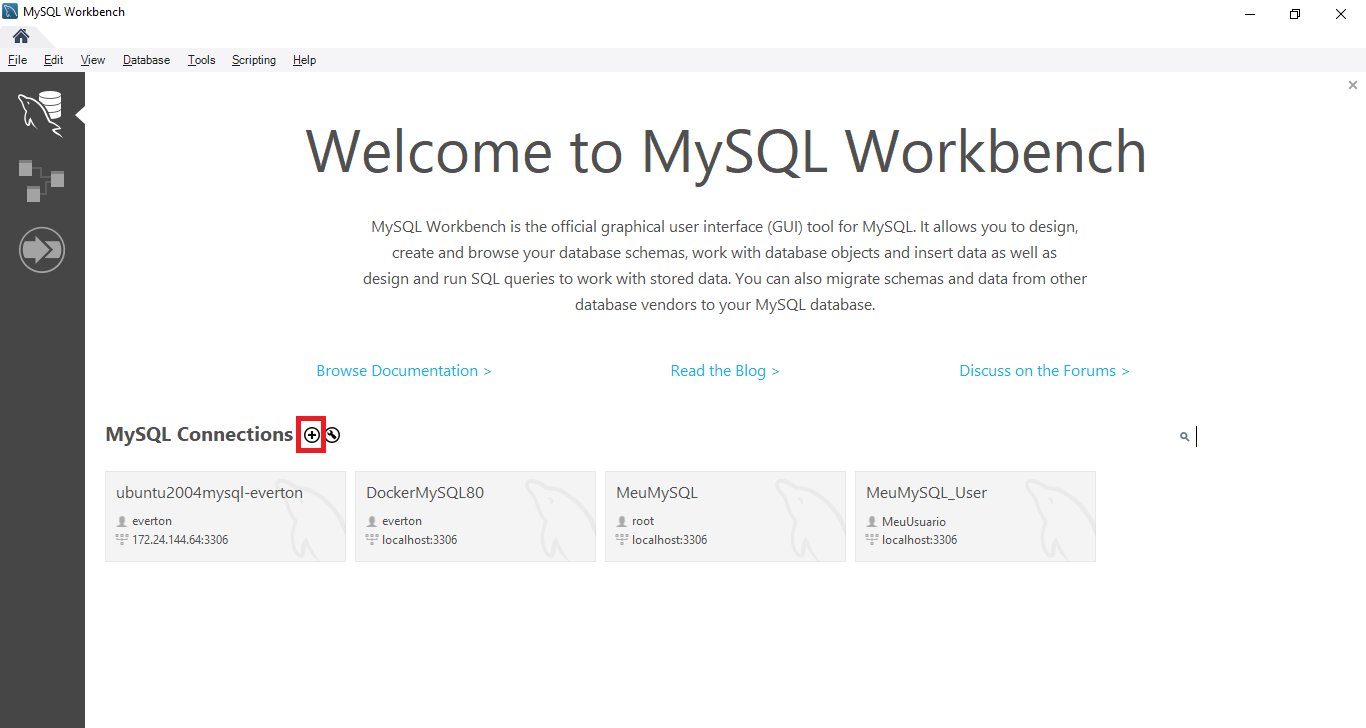 MySQL Workbench
File Edit View Database Tools Scripting Help
Welcome to MySQL Workbench
MySQL Workbench is the official graphical user interface (GUI) tool for MySQL. It allows you to design,
create and browse your database schemas, work with database objects and insert data as well as
design and run SQL queries to work with stored data. You can also migrate schemas and data from other
database vendors to your MySQL database.
Browse Documentation > Read the Blog > Discuss on the Forums >
MySQL Connections
ubuntu2004mysql-everton
everton
172.24.144.64:3306
DockerMySQL80
everton
localhost:3306
MeuMySQL
root
localhost:3306
MeuMySQL_User
MeuUsuario
localhost:3306